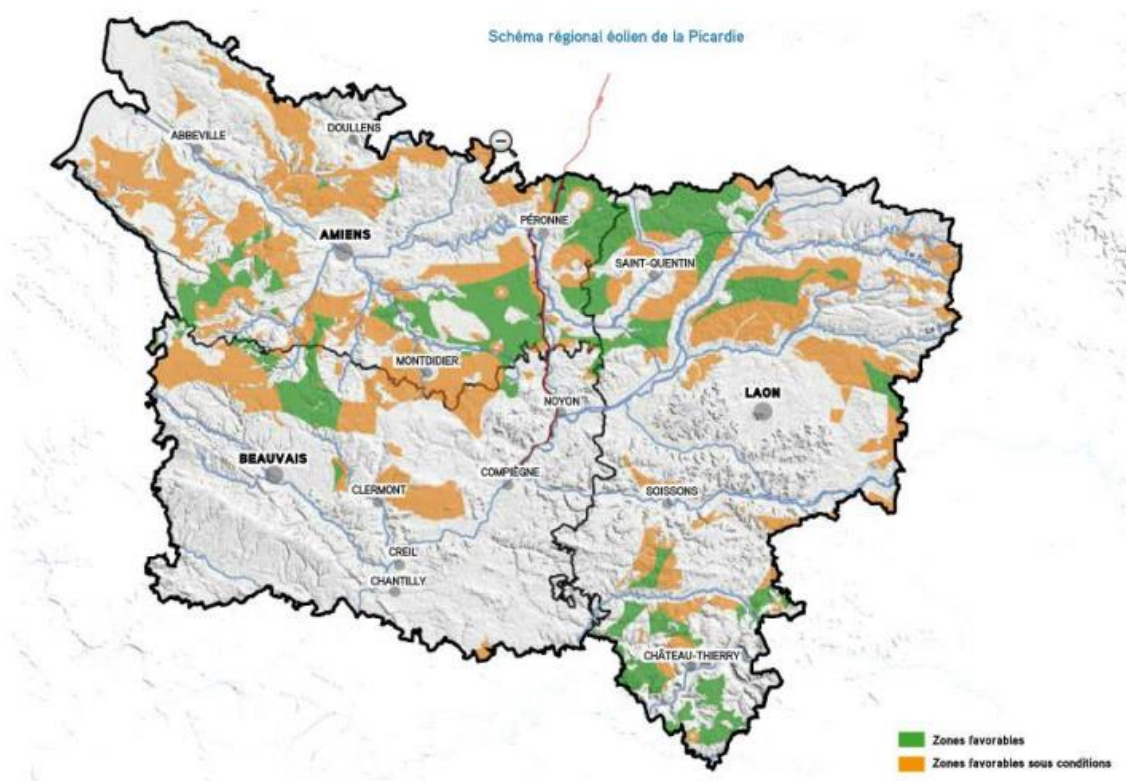 Schéma régional éolien de la Picardie
DOULLENS
ABBEVILLE
PÉRONNE
AMIENS
SAINT-QUENTIN
MONTDIDIER
LAON
NOYON
BEAUVAIS
COMPIÈGNE
CLERMONT
SOISSONS
CREIL
CHANTILLY
CHÂTEAU-THIERRY
Zones favorables
Zones favorables sous conditions